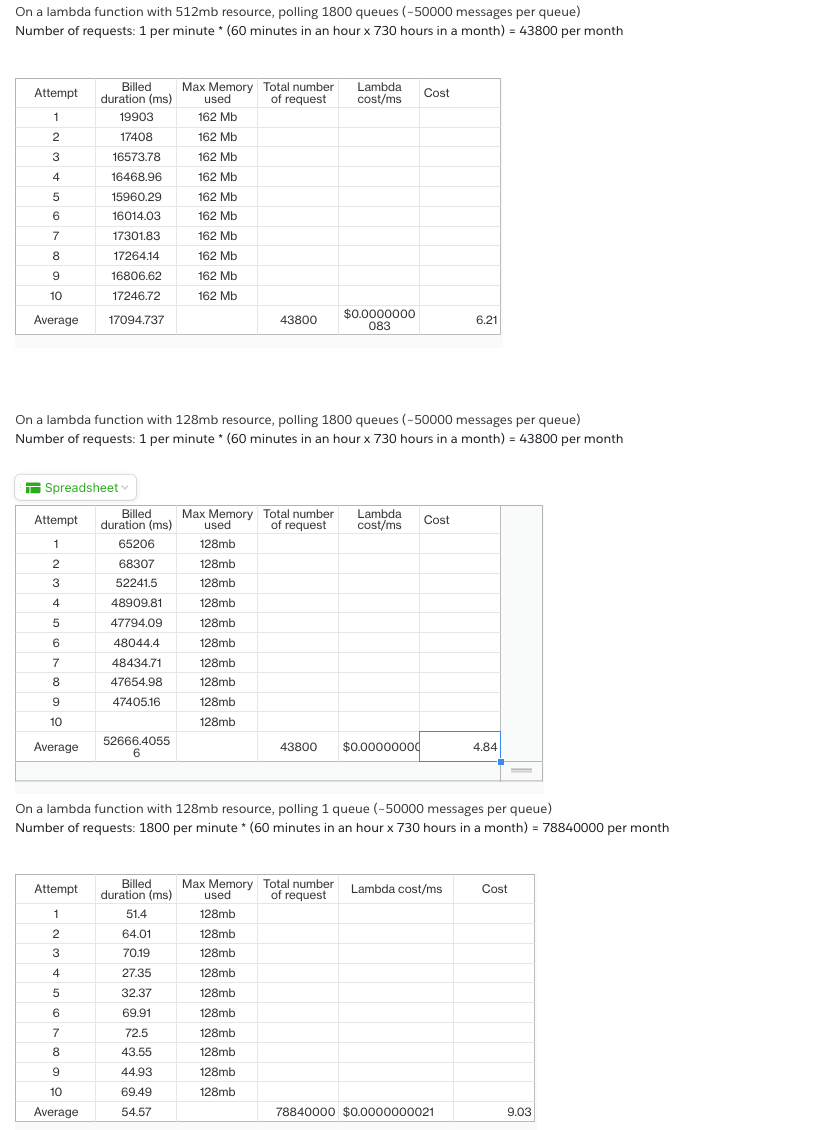 On a lambda function with 512mb resource, polling 1800 queues (~50000 messages per queue)
Number of requests: 1 per minute * (60 minutes in an hour x 730 hours in a month) = 43800 per month
Attempt Billed duration (ms) Max Memory used Total number of request Lambda cost/ms Cost
1 19903 162 Mb
2 17408 162 Mb
3 16573.78 162 Mb
4 16468.96 162 Mb
5 15960.29 162 Mb
6 16014.03 162 Mb
7 17301.83 162 Mb
8 17264.14 162 Mb
9 16806.62 162 Mb
10 17246.72 162 Mb
Average 17094.737 43800 $0.0000000083 6.21
On a lambda function with 128mb resource, polling 1800 queues (~50000 messages per queue)
Number of requests: 1 per minute * (60 minutes in an hour x 730 hours in a month) = 43800 per month
Spreadsheet
Attempt Billed duration (ms) Max Memory used Total number of request Lambda cost/ms Cost
1 65206 128mb
2 68307 128mb
3 52241.5 128mb
4 48909.81 128mb
5 47794.09 128mb
6 48044.4 128mb
7 48434.71 128mb
8 47654.98 128mb
9 47405.16 128mb
10 128mb
Average 52666.40556 43800 $0.00000000 4.84
On a lambda function with 128mb resource, polling 1 queue (~50000 messages per queue)
Number of requests: 1800 per minute * (60 minutes in an hour x 730 hours in a month) = 78840000 per month
Attempt Billed duration (ms) Max Memory used Total number of request Lambda cost/ms Cost
1 51.4 128mb
2 64.01 128mb
3 70.19 128mb
4 27.35 128mb
5 32.37 128mb
6 69.91 128mb
7 72.5 128mb
8 43.55 128mb
9 44.93 128mb
10 69.49 128mb
Average 54.57 78840000 $0.0000000021 9.03